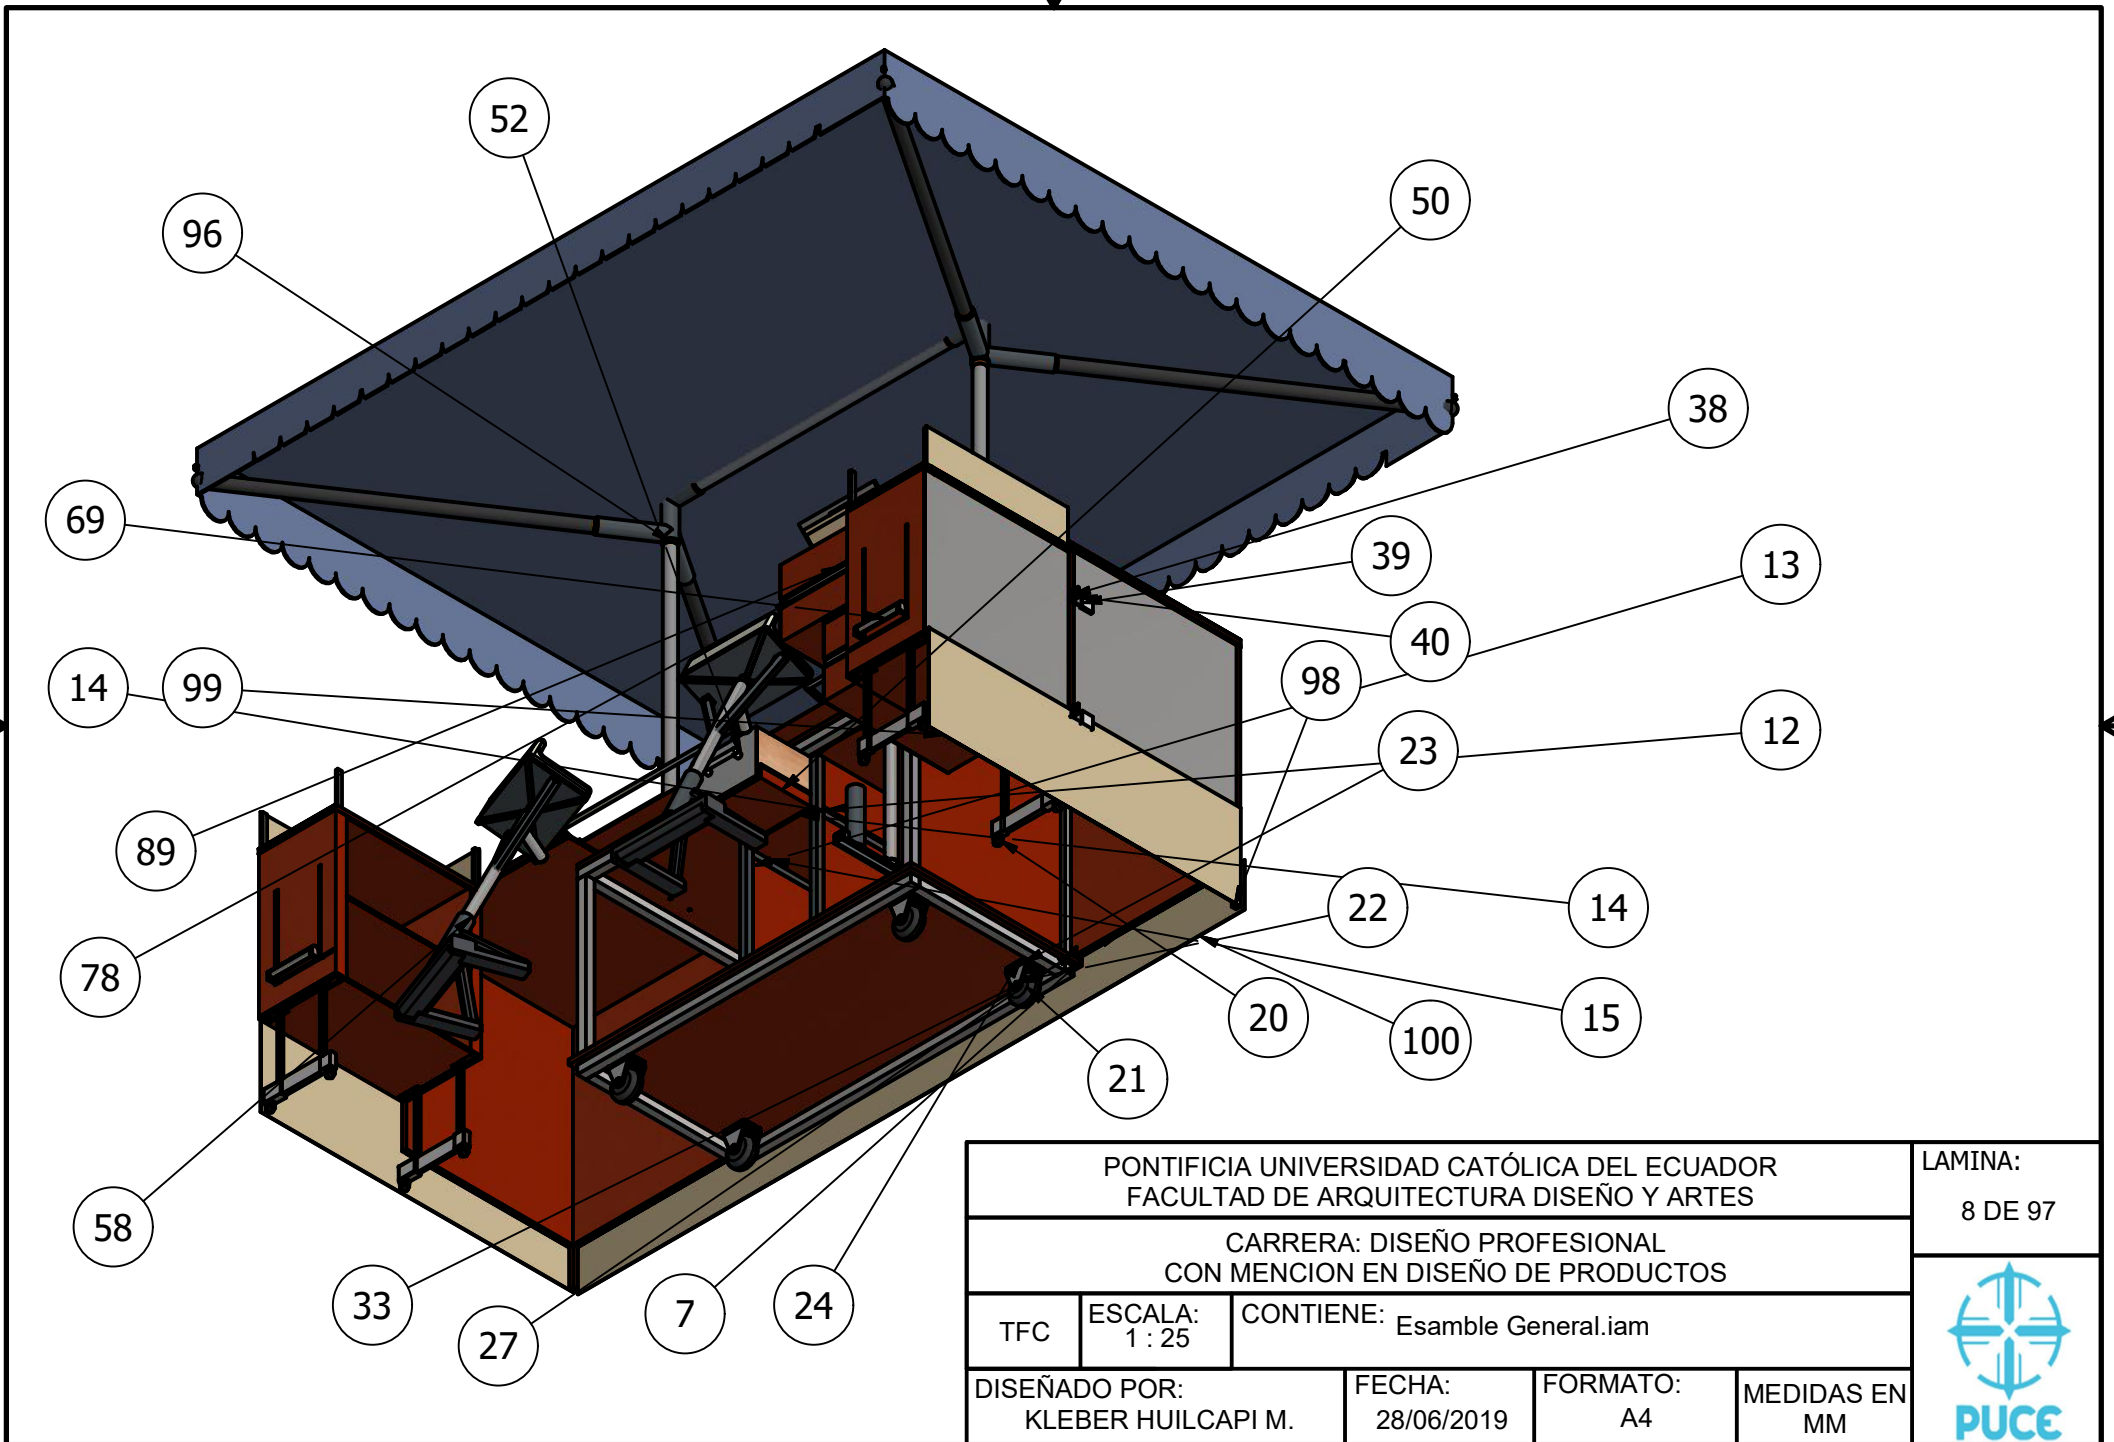 52
96
50
38
69
39
13
40
14
99
98
23
12
89
22
14
78
20
15
100
21
58
33
27
7
24
PONTIFICIA UNIVERSIDAD CATÓLICA DEL ECUADOR
FACULTAD DE ARQUITECTURA DISEÑO Y ARTES
LAMINA:
8 DE 97
CARRERA: DISEÑO PROFESIONAL
CON MENCION EN DISEÑO DE PRODUCTOS
TFC
ESCALA:
1 : 25
CONTIENE: Esamble General.iam
DISEÑADO POR:
KLEBER HUILCAPI M.
FECHA:
28/06/2019
FORMATO:
A4
MEDIDAS EN
MM
PUCE